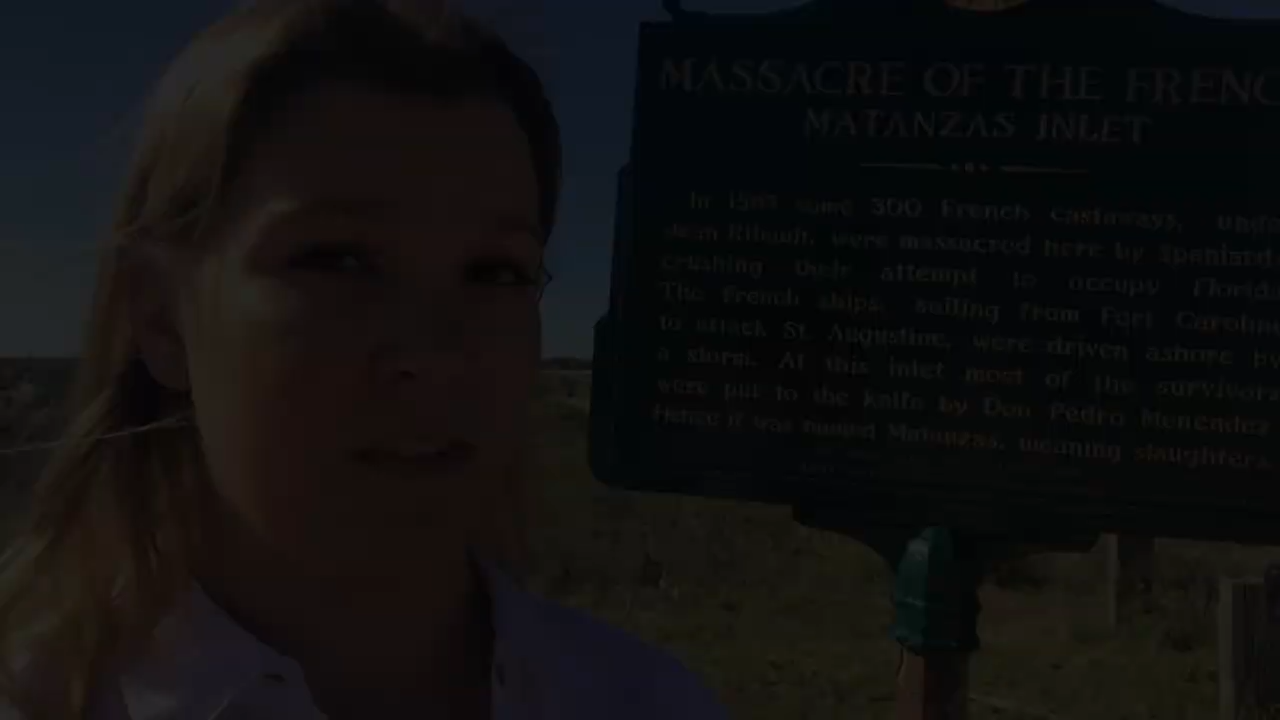 MASSACRE OF THE FRENC
MATANZAS INLET
In 1565 some 300 French castaways, unde
Jean Ribault, were massacred here by Spaniard
crushing their attempt to occupy Florida
The French ships, sailing from Fort Caroline
to attack St. Augustine, were driven ashore by
a storm. At this inlet most of the survivors
were put to the knife by Don Pedro Menendez
Hence it was named Matanzas, meaning slaughters.